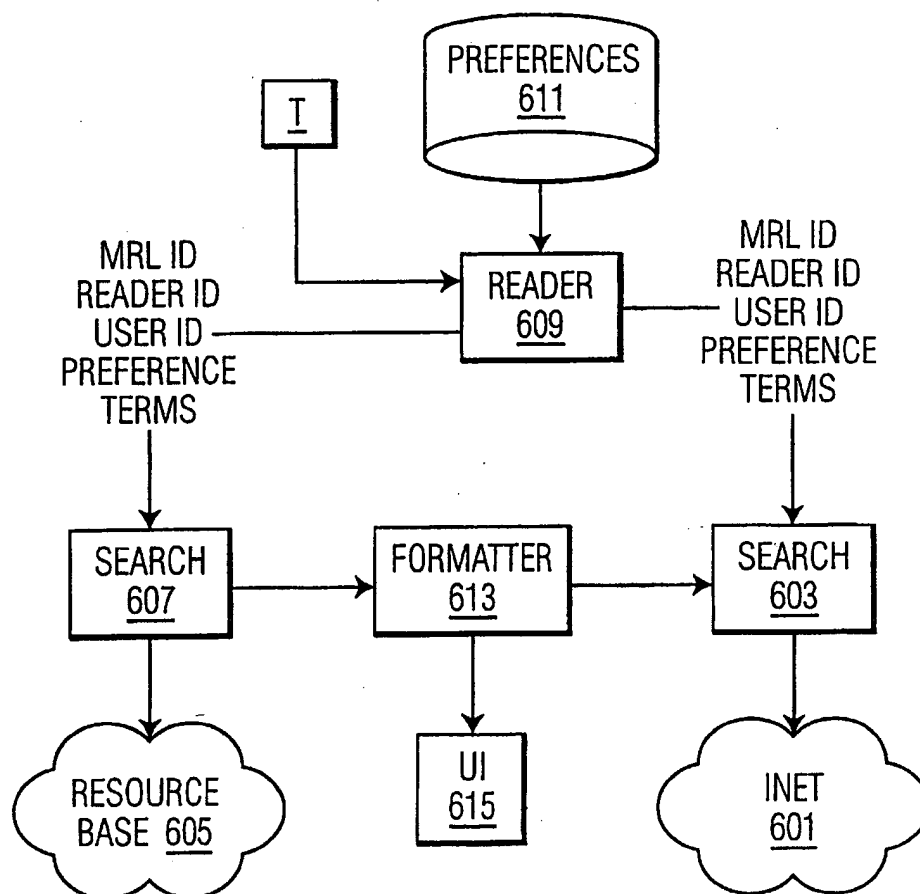 PREFERENCES
611
T
MRL ID
READER ID
USER ID
PREFERENCE
TERMS
READER
609
MRL ID
READER ID
USER ID
PREFERENCE
TERMS
SEARCH
607
FORMATTER
613
SEARCH
603
RESOURCE
BASE 605
UI
615
INET
601